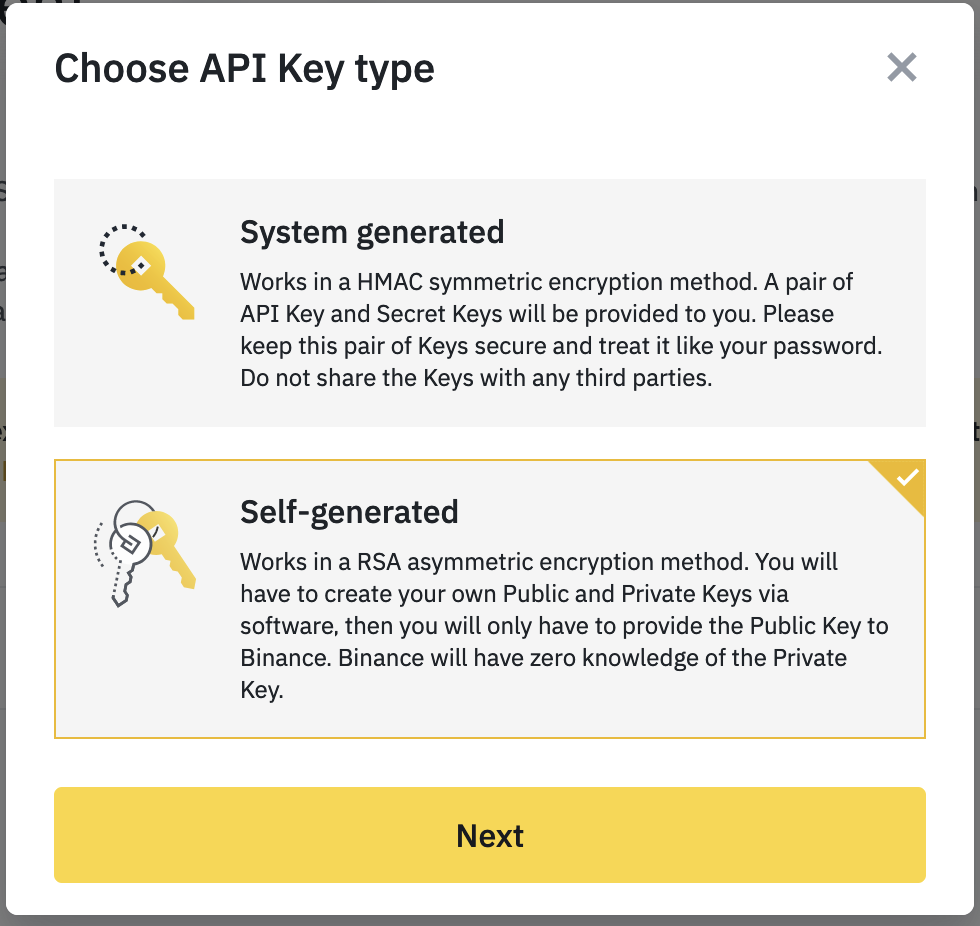 Choose API Key type
System generated
Works in a HMAC symmetric encryption method. A pair of
API Key and Secret Keys will be provided to you. Please
keep this pair of Keys secure and treat it like your password.
Do not share the Keys with any third parties.
Self-generated
Works in a RSA asymmetric encryption method. You will
have to create your own Public and Private Keys via
software, then you will only have to provide the Public Key to
Binance. Binance will have zero knowledge of the Private
Key.
Next